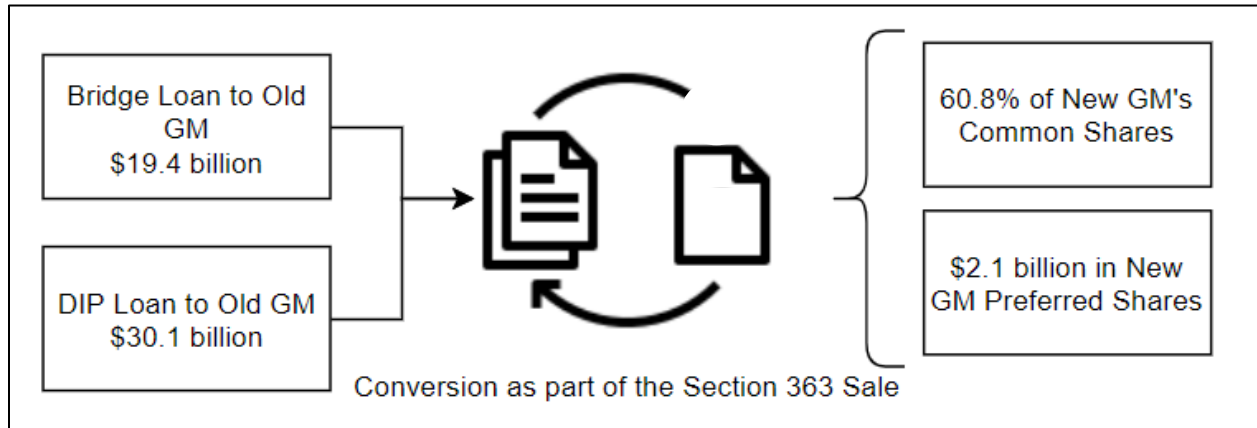 Bridge Loan to Old
GM
$19.4 billion
DIP Loan to Old GM
$30.1 billion
Conversion as part of the Section 363 Sale
60.8% of New GM's
Common Shares
$2.1 billion in New
GM Preferred Shares